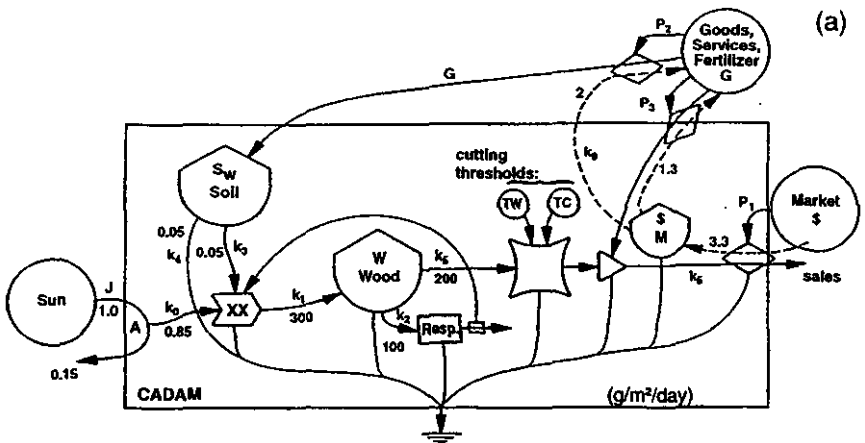 (a)
P₂
Goods,
Services,
Fertilizer
G
G
2
P₃
k₈
1.3
cutting
thresholds:
TW
TC
S_W
Soil
0.05
k₄
0.05
k₃
W
Wood
k₅
200
$
M
3.3
P₁
Market
$
k₆
sales
Sun
J
1.0
A
k₀
0.85
XX
k₁
300
k₂
100
Resp.
0.15
CADAM
(g/m²/day)